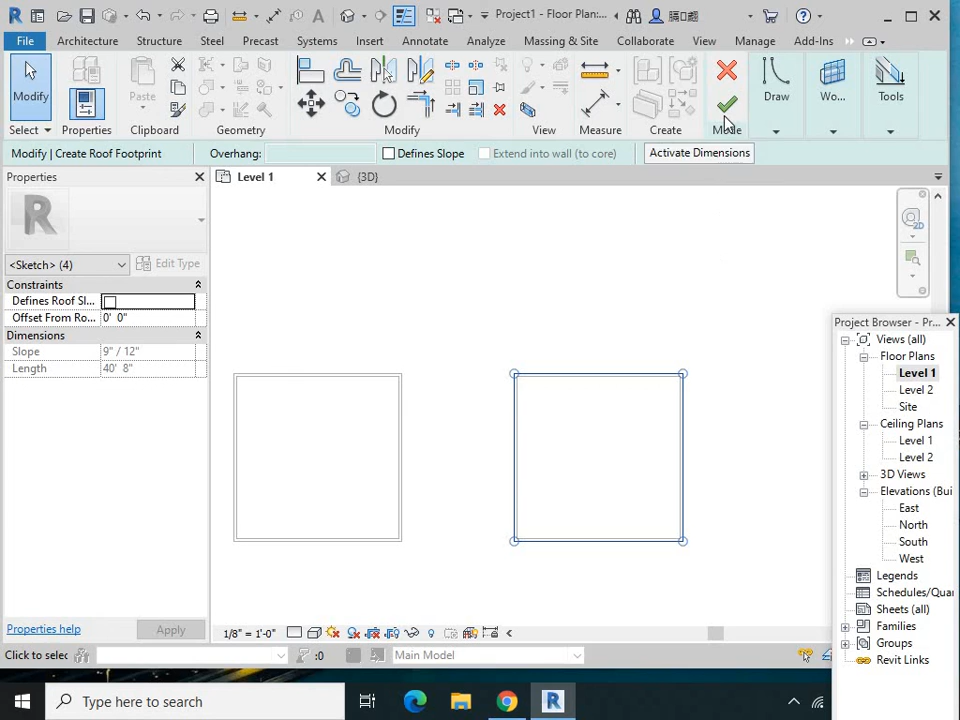 R
Project1 - Floor Plan:...
File
Architecture
Structure
Steel
Precast
Systems
Insert
Annotate
Analyze
Massing & Site
Collaborate
View
Manage
Add-Ins
Modify
Paste
Draw
Wo...
Tools
Select
Properties
Clipboard
Geometry
Modify
View
Measure
Create
Mode
Modify | Create Roof Footprint
Overhang:
Defines Slope
Extend into wall (to core)
Activate Dimensions
Properties
Level 1
{3D}
R
2D
<Sketch> (4)
Edit Type
Constraints
Defines Roof Sl...
Offset From Ro...
0' 0"
Dimensions
Slope
9" / 12"
Length
40' 8"
Properties help
Apply
Project Browser - Pr...
Views (all)
Floor Plans
Level 1
Level 2
Site
Ceiling Plans
Level 1
Level 2
3D Views
Elevations (Bui
East
North
South
West
Legends
Schedules/Quar
Sheets (all)
Families
Groups
Revit Links
1/8" = 1'-0"
Click to selec
:0
Main Model
Type here to search
R